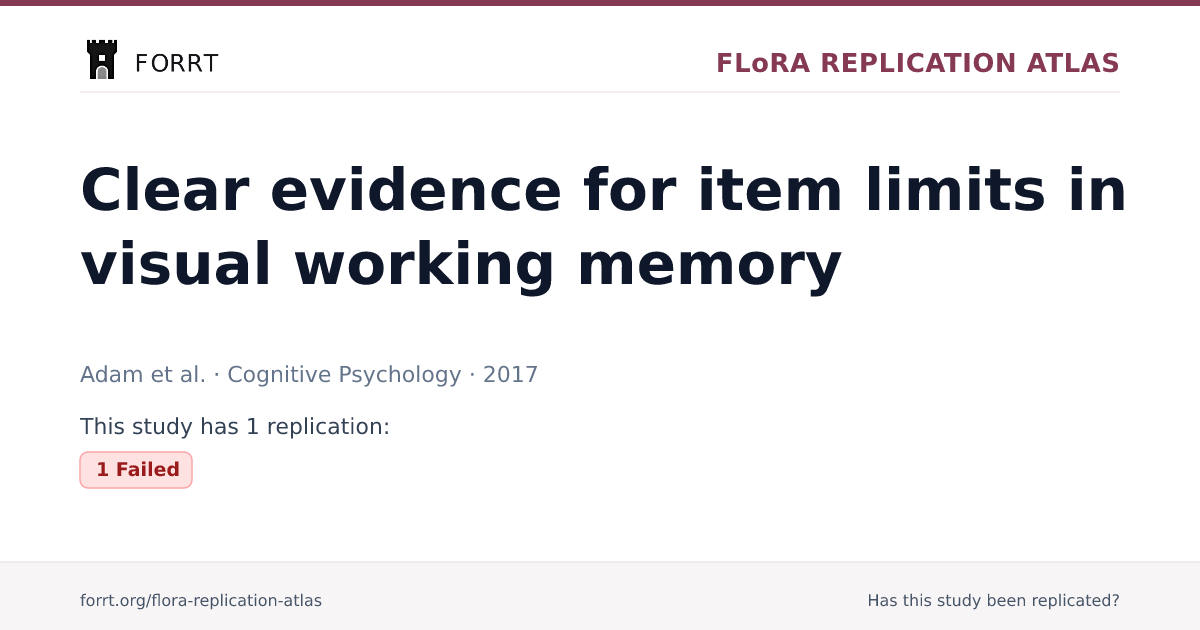 FORRT
FLoRA REPLICATION ATLAS
Clear evidence for item limits in
visual working memory
Adam et al. · Cognitive Psychology · 2017
This study has 1 replication:
1 Failed
forrt.org/flora-replication-atlas
Has this study been replicated?